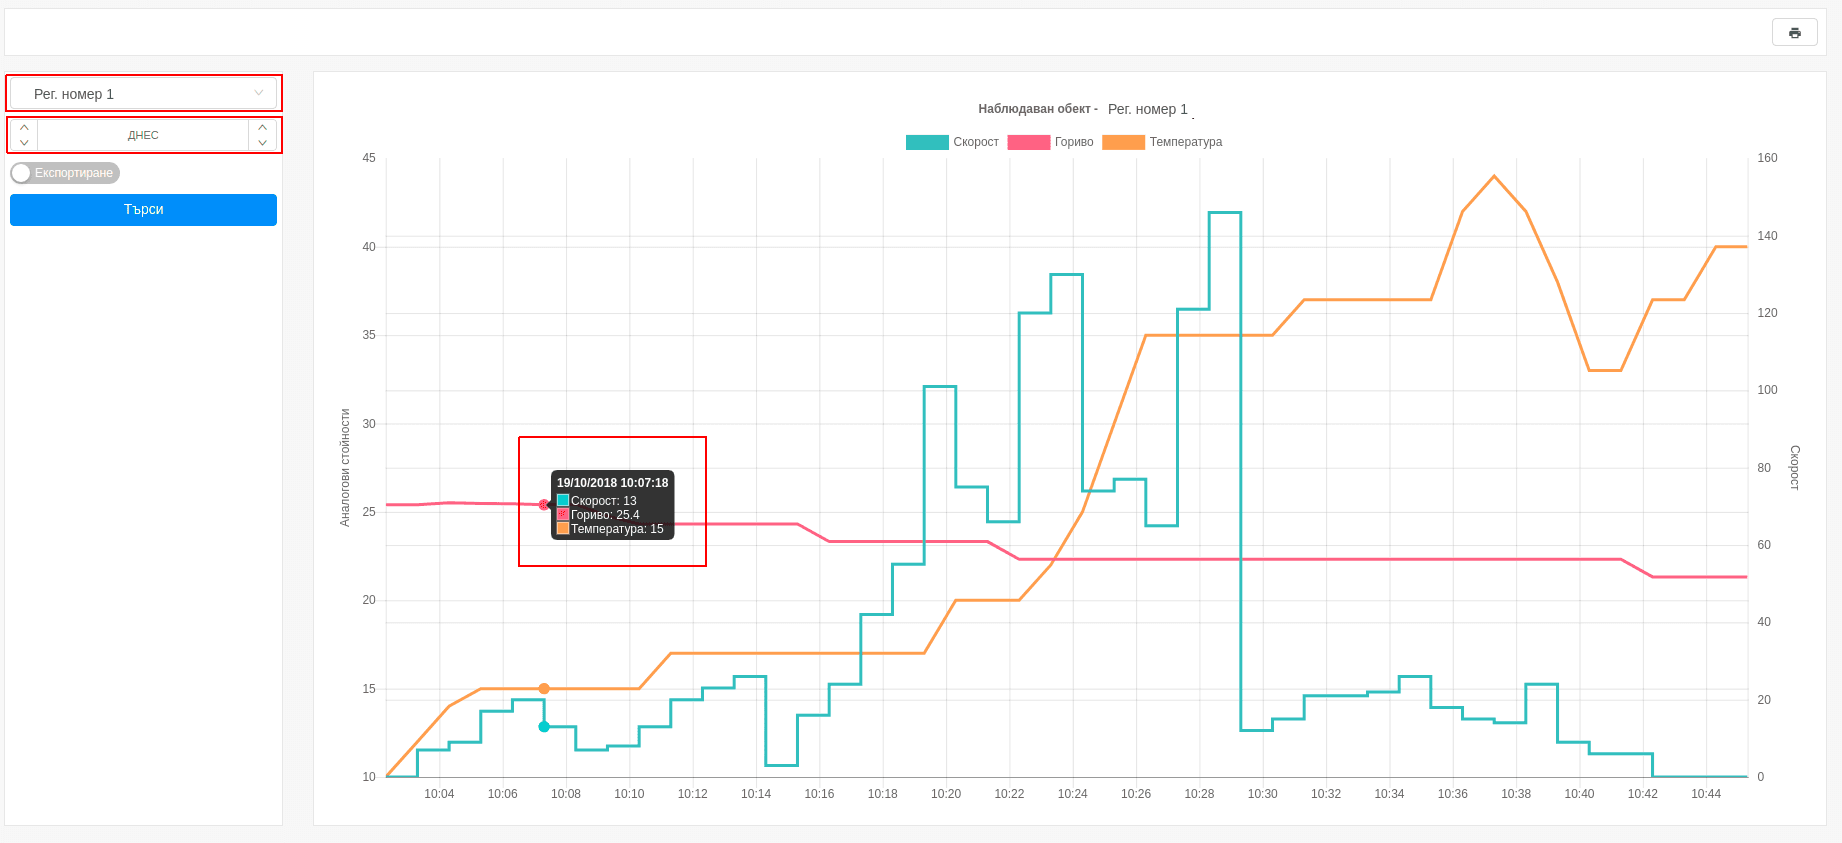 Рег. номер 1
ДНЕС
Експортиране
Търси
Наблюдаван обект - Рег. номер 1
Скорост Гориво Температура
45
40
35
30
25
20
15
10
Аналогови стойности
19/10/2018 10:07:18
Скорост: 13
Гориво: 25.4
Температура: 15
160
140
120
100
80
60
40
20
0
Скорост
10:04 10:06 10:08 10:10 10:12 10:14 10:16 10:18 10:20 10:22 10:24 10:26 10:28 10:30 10:32 10:34 10:36 10:38 10:40 10:42 10:44